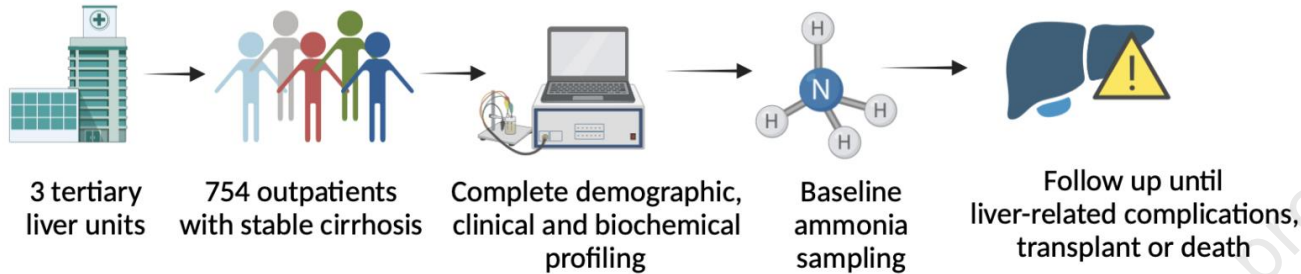 3 tertiary
liver units
754 outpatients
with stable cirrhosis
Complete demographic,
clinical and biochemical
profiling
H
N
H
H
H
Baseline
ammonia
sampling
!
Follow up until
liver-related complications,
transplant or death